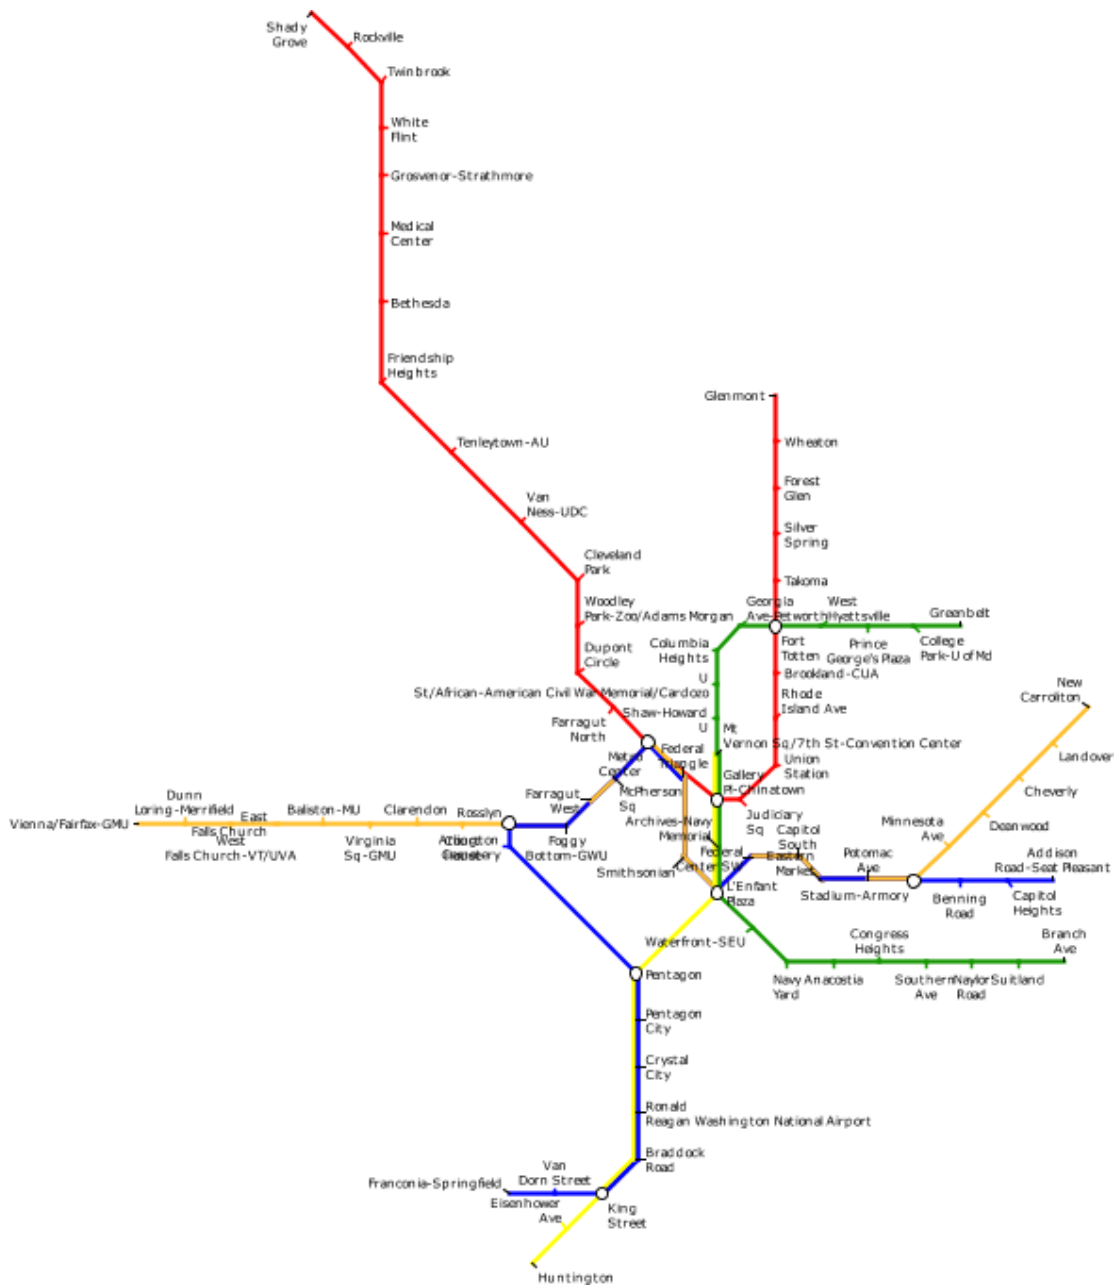 Shady
Grove
Rockville
Twinbrook
White
Flint
Grosvenor-Strathmore
Medical
Center
Bethesda
Friendship
Heights
Glenmont
Tenleytown-AU
Wheaton
Forest
Glen
Van
Ness-UDC
Silver
Spring
Cleveland
Park
Takoma
Woodley
Park-Zoo/Adams Morgan
Georgia
Ave-Petworth
West
Hyattsville
Greenbelt
Columbia
Heights
Dupont
Circle
Fort
Totten
Prince
George's Plaza
College
Park-U of Md
Brookland-CUA
U
St/African-American Civil War Memorial/Cardozo
New
Carrollton
Rhode
Island Ave
Farragut
North
Shaw-Howard
U
Mt
Vernon Sq/7th St-Convention Center
Metro
Center
Federal
Triangle
Union
Station
Landover
Gallery
Pl-Chinatown
McPherson
Sq
Farragut
West
Cheverly
Dunn
Loring-Merrifield
Ballston-MU
Clarendon
Rosslyn
Vienna/Fairfax-GMU
East
Falls Church
West
Falls Church-VT/UVA
Virginia
Sq-GMU
Cemetery
Foggy
Bottom-GWU
Archives-Navy
Memorial
Judiciary
Sq
Minnesota
Ave
Deanwood
Capitol
South
Smithsonian
Federal
Center SW
Eastern
Market
Potomac
Ave
Addison
Road-Seat Pleasant
L'Enfant
Plaza
Stadium-Armory
Benning
Road
Capitol
Heights
Waterfront-SEU
Congress
Heights
Branch
Ave
Pentagon
Navy
Yard
Anacostia
Southern
Ave
Naylor
Road
Suitland
Pentagon
City
Crystal
City
Ronald
Reagan Washington National Airport
Braddock
Road
Van
Dorn Street
Franconia-Springfield
Eisenhower
Ave
King
Street
Huntington